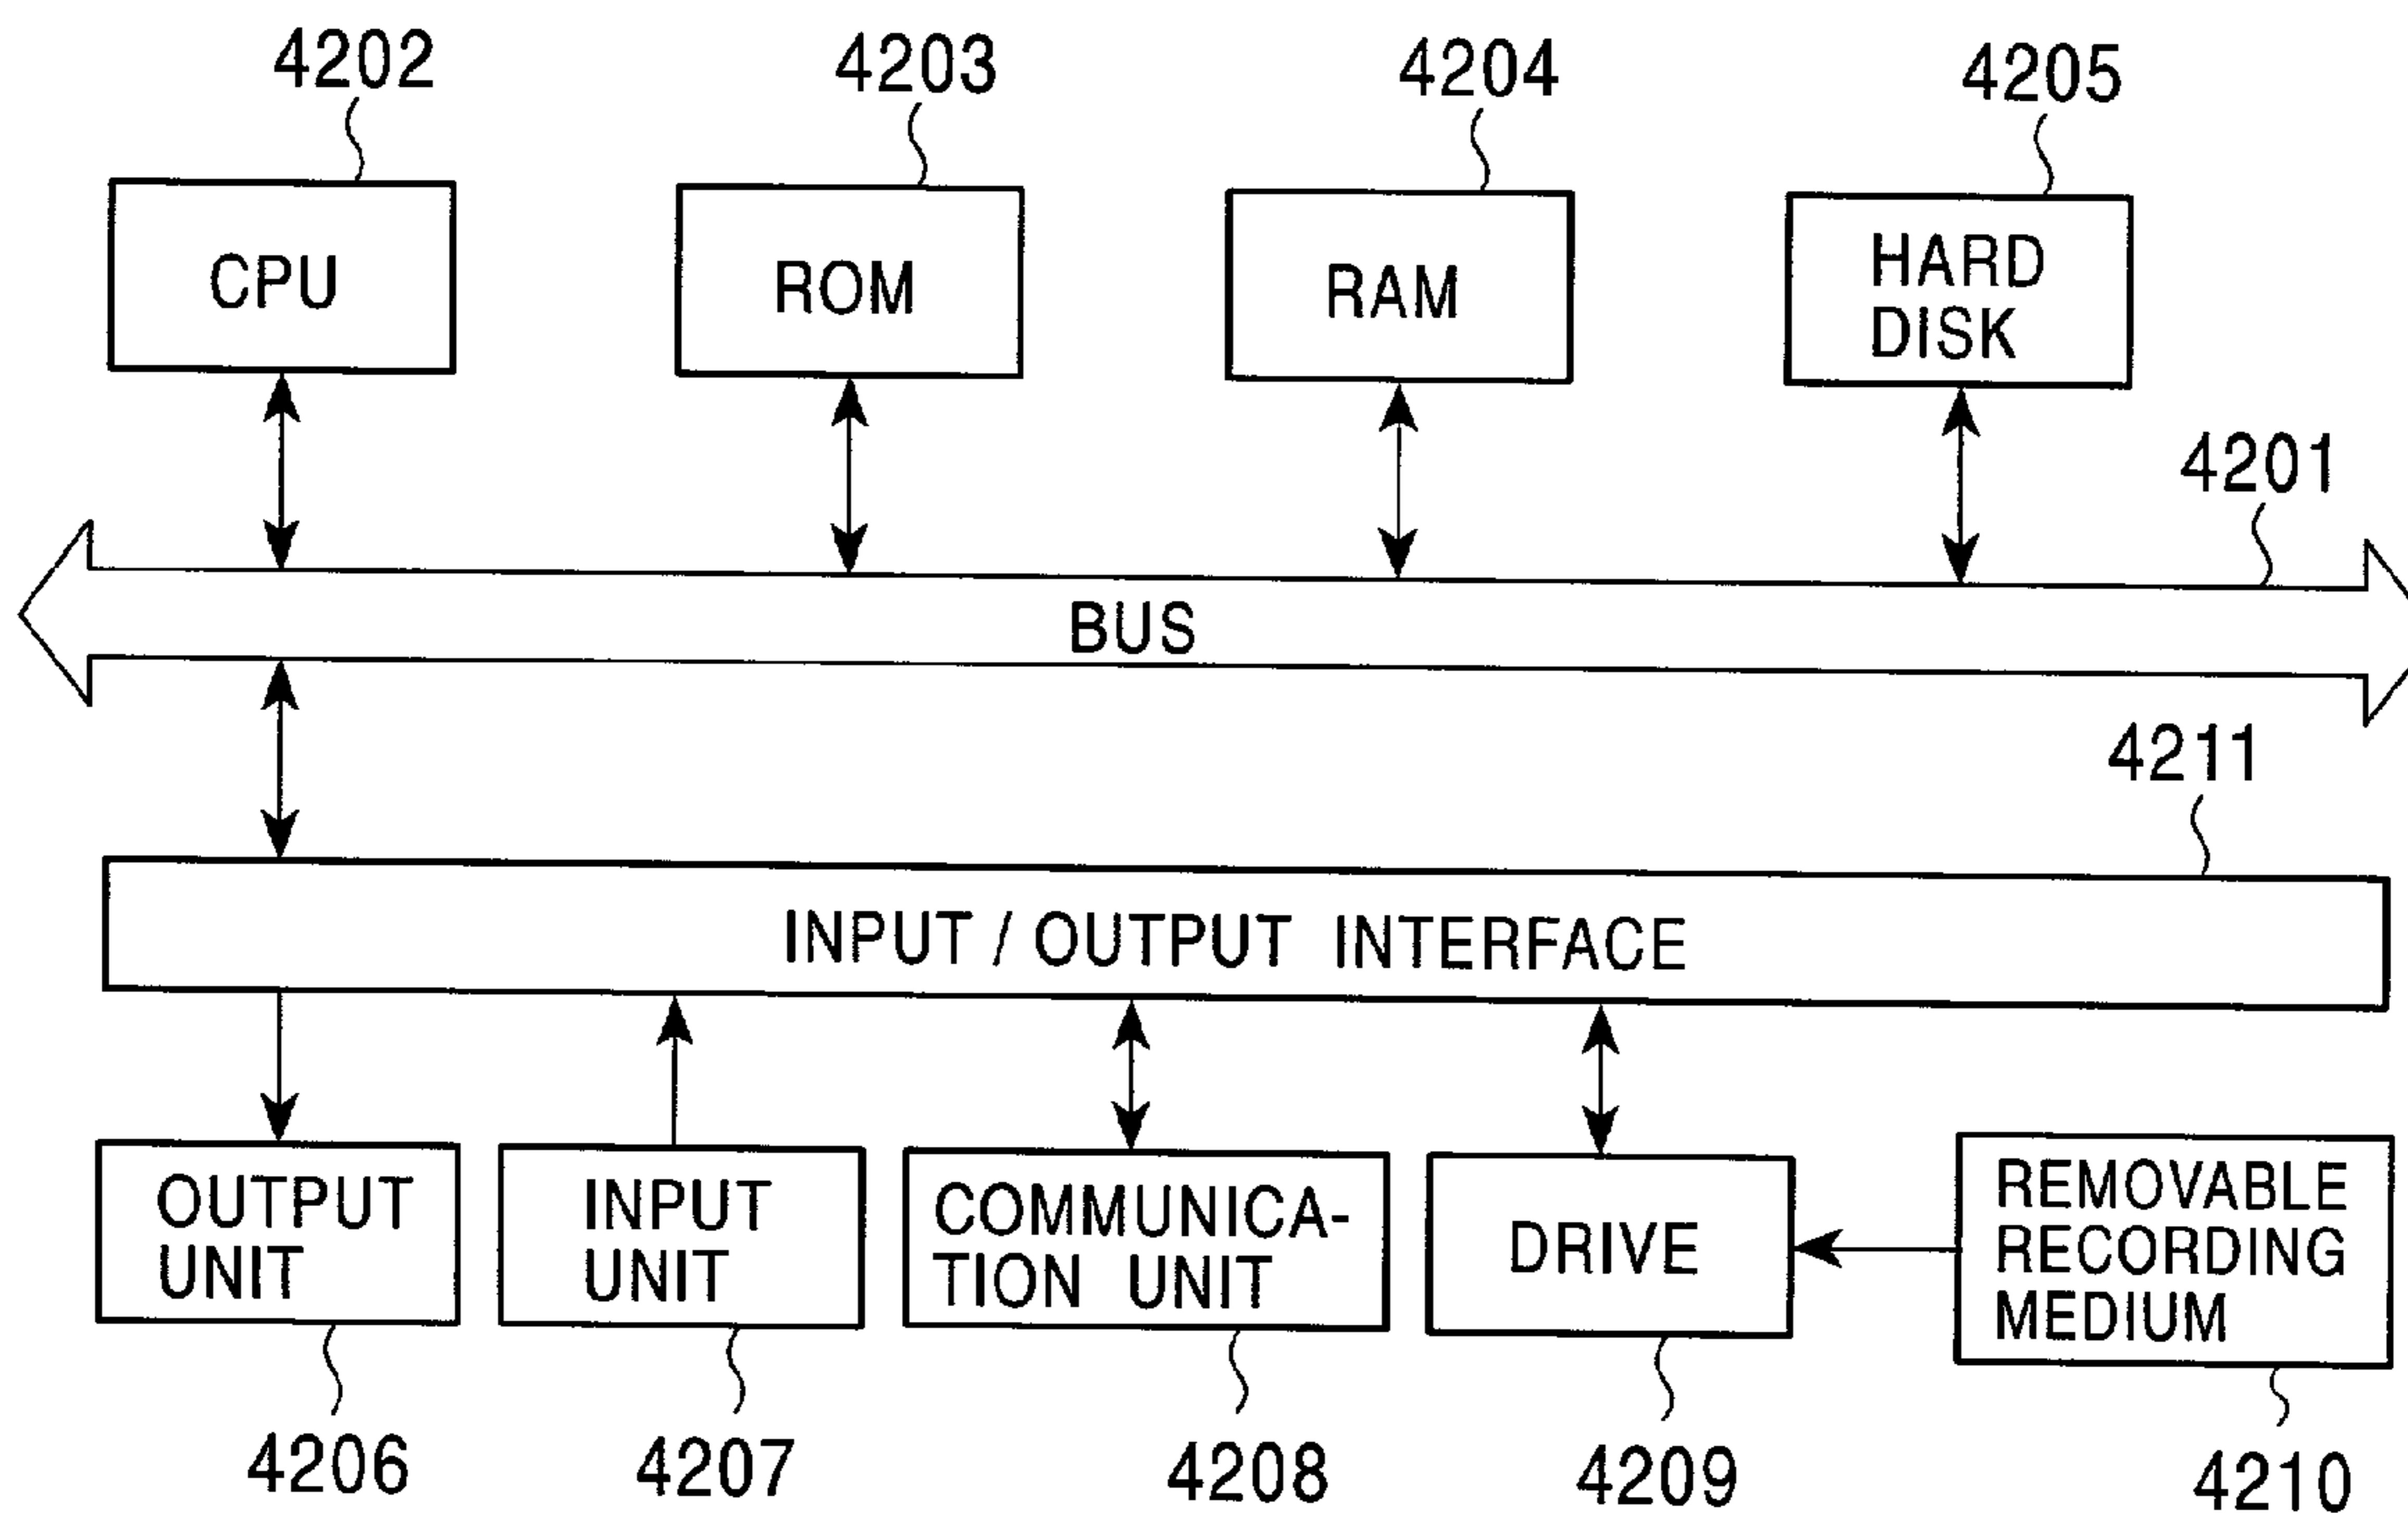 4202
4203
4204
4205
CPU
ROM
RAM
HARD
DISK
4201
BUS
4211
INPUT / OUTPUT INTERFACE
OUTPUT
UNIT
INPUT
UNIT
COMMUNICA-
TION UNIT
DRIVE
REMOVABLE
RECORDING
MEDIUM
4206
4207
4208
4209
4210